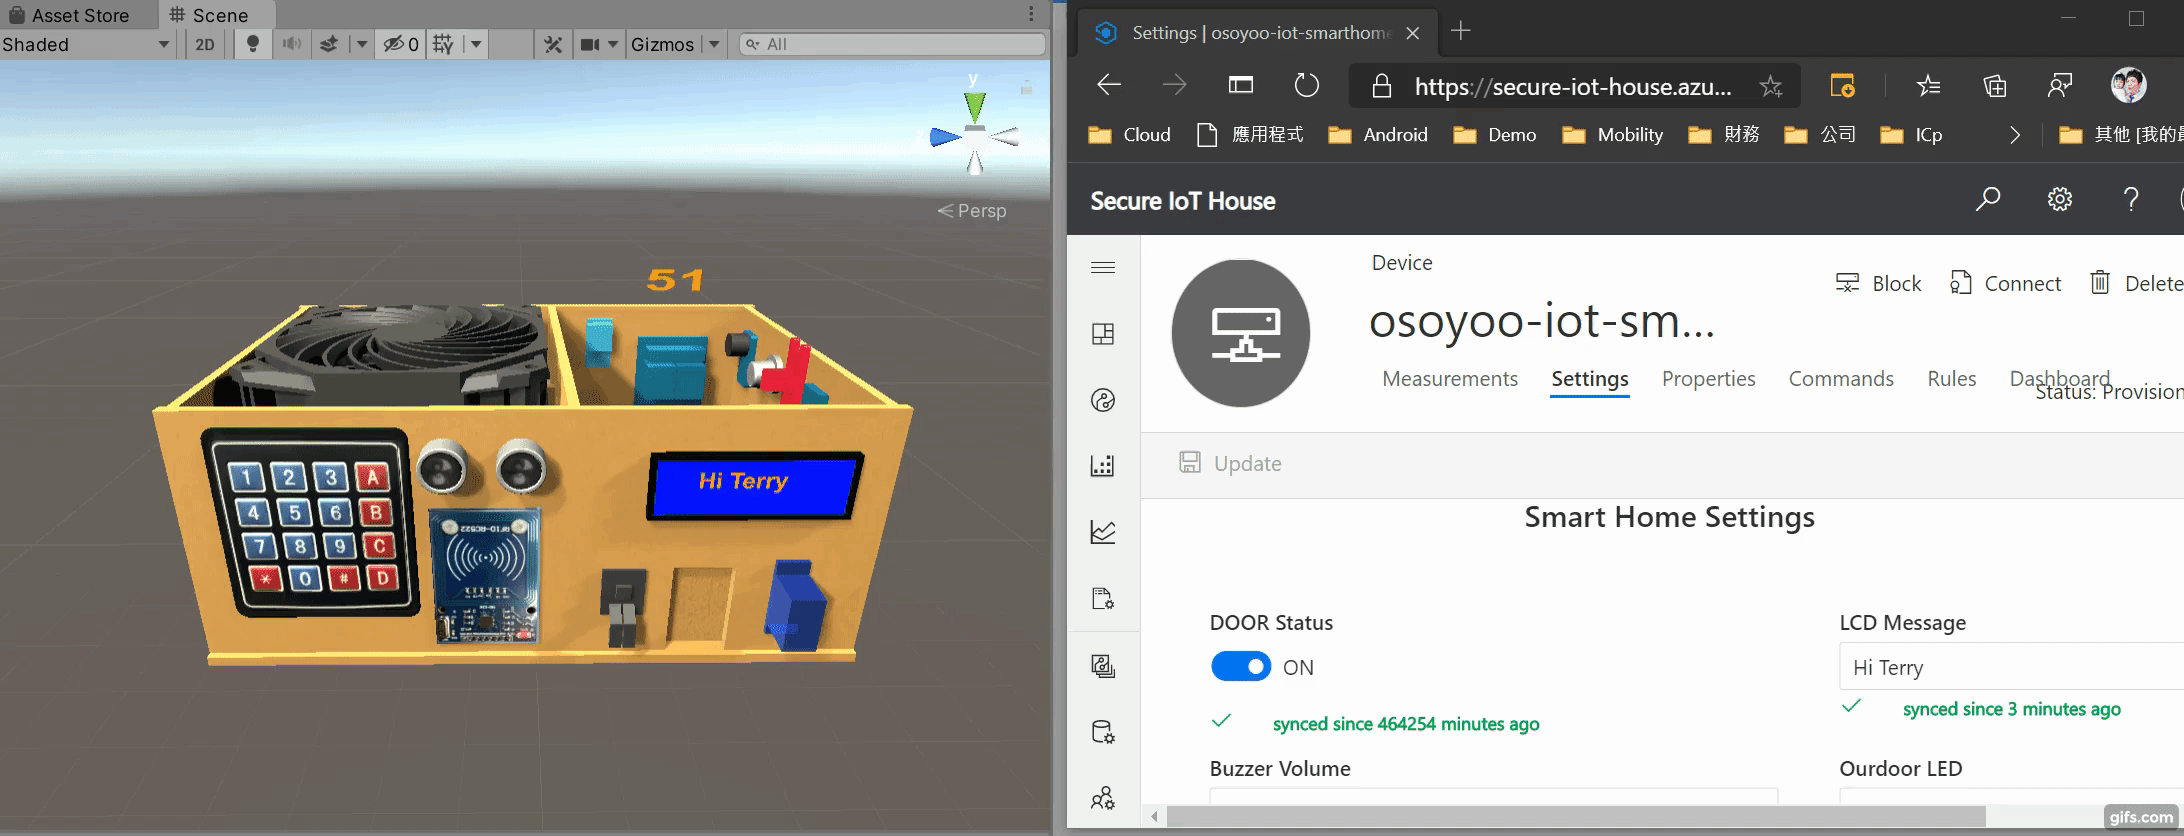 Asset Store
Scene
Shaded
2D
0
Gizmos
All
y
Persp
51
1 2 3 A
4 5 6 B
7 8 9 C
* 0 # D
RFID-RC522
Hi Terry
Settings | osoyoo-iot-smarthome
https://secure-iot-house.azu...
Cloud
應用程式
Android
Demo
Mobility
財務
公司
ICp
其他 [我的最
Secure IoT House
Device
osoyoo-iot-sm...
Block
Connect
Delete
Measurements
Settings
Properties
Commands
Rules
Dashboard
Status: Provision
Update
Smart Home Settings
DOOR Status
ON
synced since 464254 minutes ago
LCD Message
Hi Terry
synced since 3 minutes ago
Buzzer Volume
Ourdoor LED
gifs.com